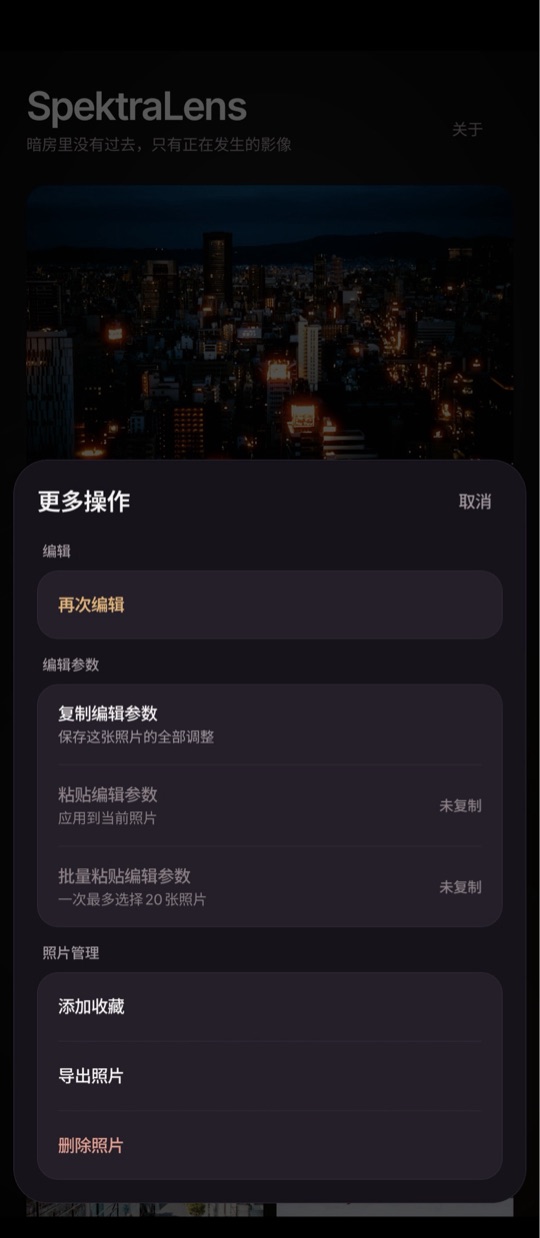 SpektraLens
暗房里没有过去，只有正在发生的影像
关于
更多操作
取消
编辑
再次编辑
编辑参数
复制编辑参数
保存这张照片的全部调整
粘贴编辑参数
应用到当前照片
未复制
批量粘贴编辑参数
一次最多选择20张照片
未复制
照片管理
添加收藏
导出照片
删除照片